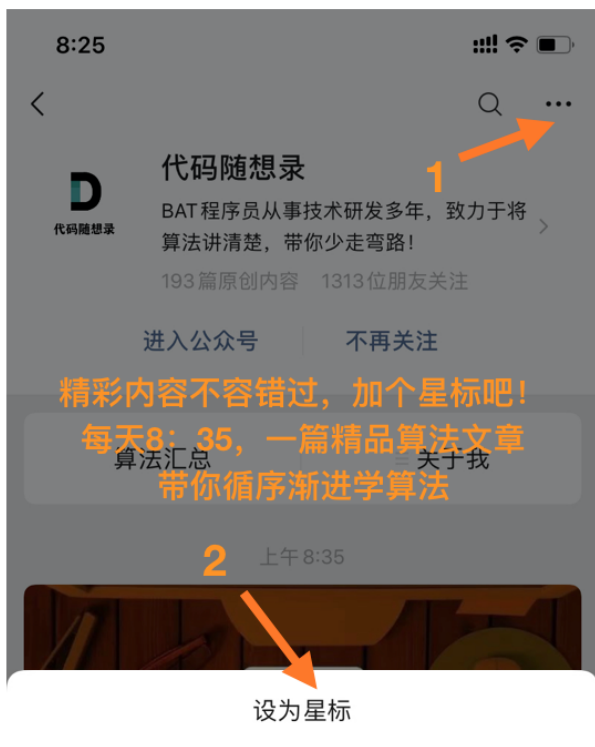 8:25
1
代码随想录
代码随想录
BAT程序员从事技术研发多年，致力于将
算法讲清楚，带你少走弯路！
193篇原创内容 1313位朋友关注
进入公众号 不再关注
精彩内容不容错过，加个星标吧！
每天8：35，一篇精品算法文章
算法汇总 关于我
带你循序渐进学算法
2 上午8:35
设为星标